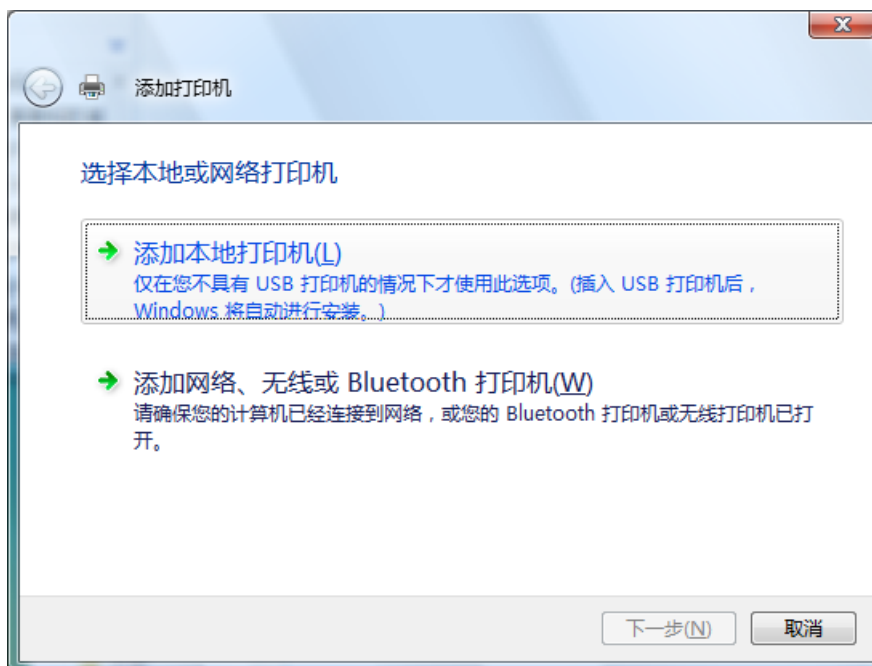 添加打印机
选择本地或网络打印机
添加本地打印机(L)
仅在您不具有 USB 打印机的情况下才使用此选项。(插入 USB 打印机后，
Windows 将自动进行安装。)
添加网络、无线或 Bluetooth 打印机(W)
请确保您的计算机已经连接到网络，或您的 Bluetooth 打印机或无线打印机已打
开。
下一步(N)
取消